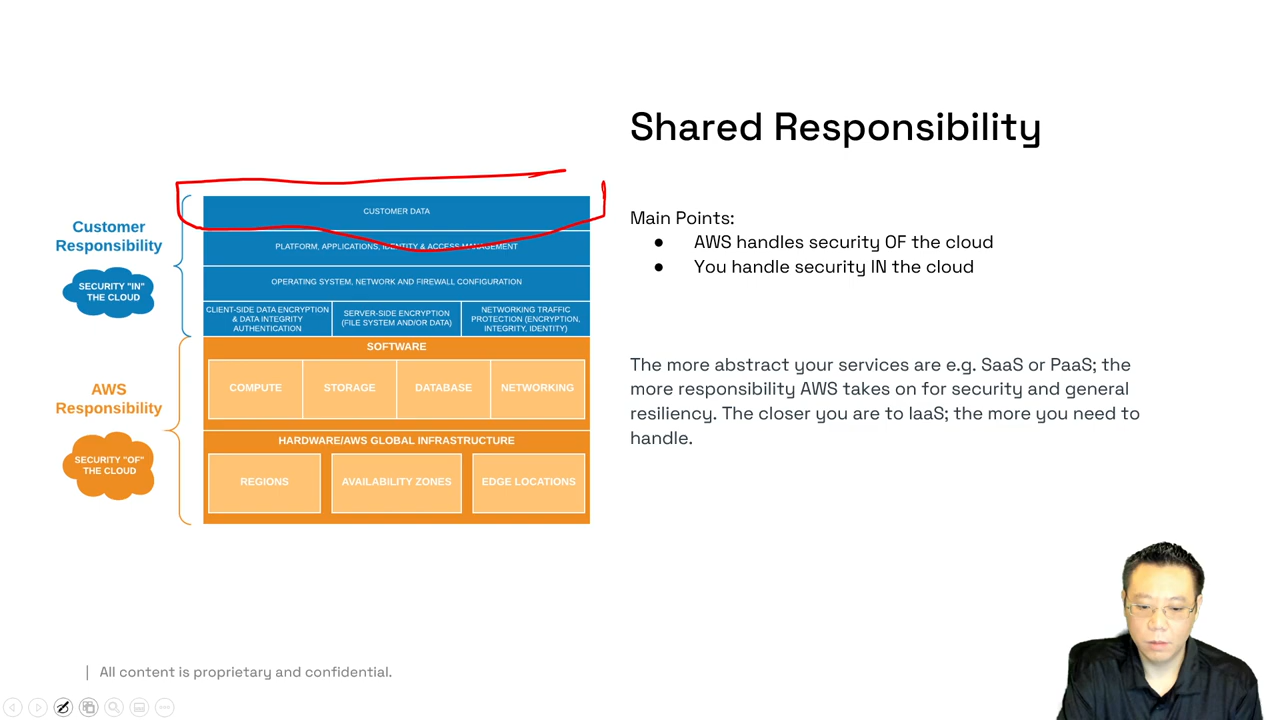 Shared Responsibility
Customer
Responsibility
SECURITY "IN"
THE CLOUD
CUSTOMER DATA
PLATFORM, APPLICATIONS, IDENTITY & ACCESS MANAGEMENT
OPERATING SYSTEM, NETWORK AND FIREWALL CONFIGURATION
CLIENT-SIDE DATA ENCRYPTION
& DATA INTEGRITY
AUTHENTICATION
SERVER-SIDE ENCRYPTION
(FILE SYSTEM AND/OR DATA)
NETWORKING TRAFFIC
PROTECTION (ENCRYPTION,
INTEGRITY, IDENTITY)
AWS
Responsibility
SECURITY "OF"
THE CLOUD
SOFTWARE
COMPUTE
STORAGE
DATABASE
NETWORKING
HARDWARE/AWS GLOBAL INFRASTRUCTURE
REGIONS
AVAILABILITY ZONES
EDGE LOCATIONS
Main Points:
● AWS handles security OF the cloud
● You handle security IN the cloud
The more abstract your services are e.g. SaaS or PaaS; the
more responsibility AWS takes on for security and general
resiliency. The closer you are to IaaS; the more you need to
handle.
| All content is proprietary and confidential.